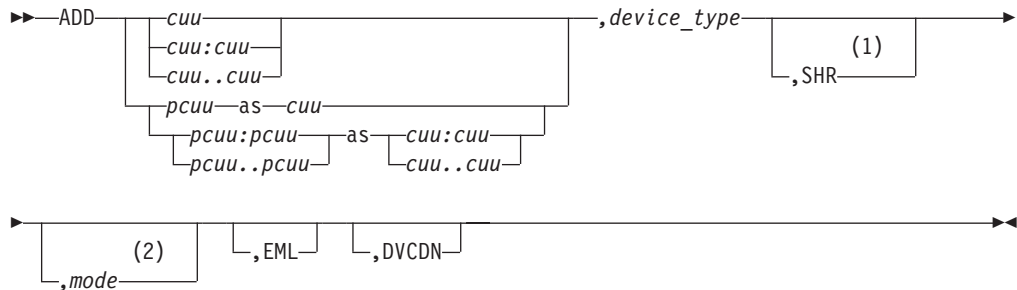 ADD cuu ,device_type
cuu:cuu (1)
cuu..cuu ,SHR
pcuu as cuu
pcuu:pcuu as cuu:cuu
pcuu..pcuu cuu..cuu
(2) ,EML ,DVCDN
,mode